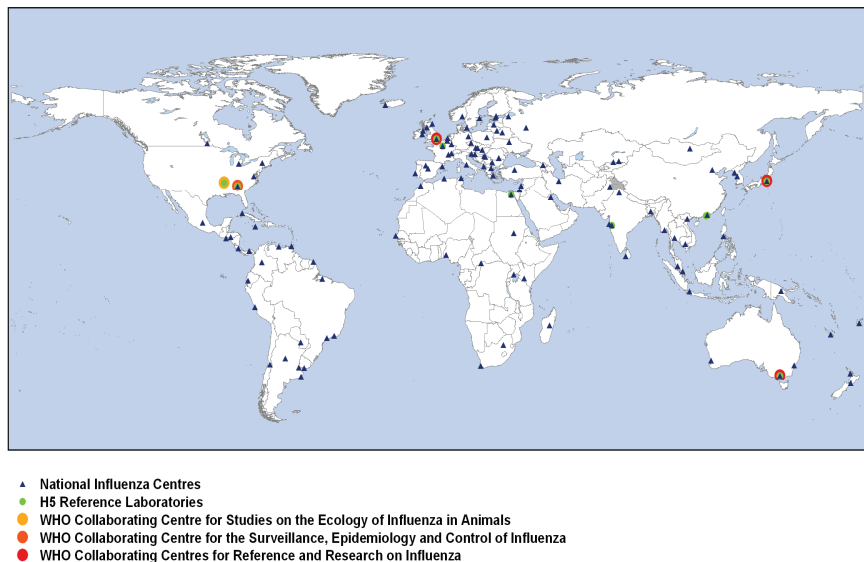 National Influenza Centres
H5 Reference Laboratories
WHO Collaborating Centre for Studies on the Ecology of Influenza in Animals
WHO Collaborating Centre for the Surveillance, Epidemiology and Control of Influenza
WHO Collaborating Centres for Reference and Research on Influenza